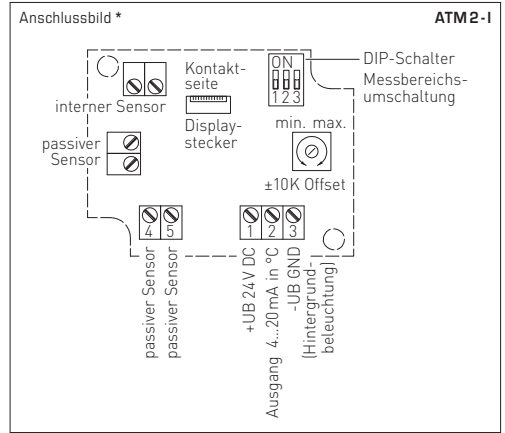 Anschlussbild * ATM 2 - I
ON
1 2 3
DIP-Schalter
Messbereichs-
umschaltung
Kontakt-
seite
interner Sensor
Display-
stecker
min. max.
passiver
Sensor
±10K Offset
4 5
1 2 3
passiver Sensor
passiver Sensor
+UB 24V DC
Ausgang 4...20mA in °C
-UB GND
(Hintergrund-
beleuchtung)